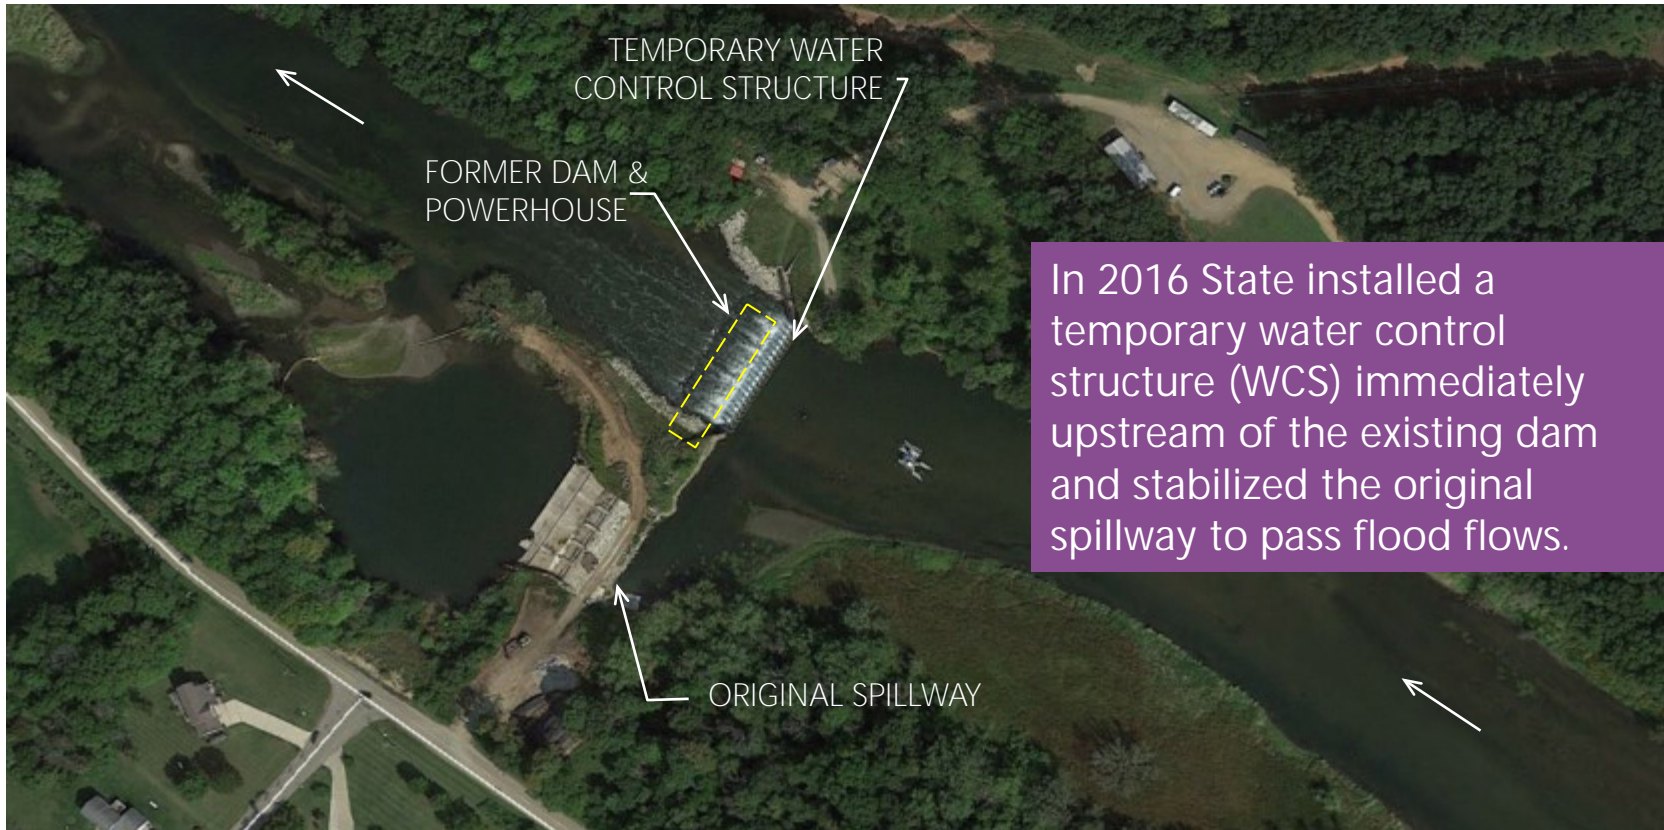 TEMPORARY WATER
CONTROL STRUCTURE
FORMER DAM &
POWERHOUSE
In 2016 State installed a
temporary water control
structure (WCS) immediately
upstream of the existing dam
and stabilized the original
spillway to pass flood flows.
ORIGINAL SPILLWAY